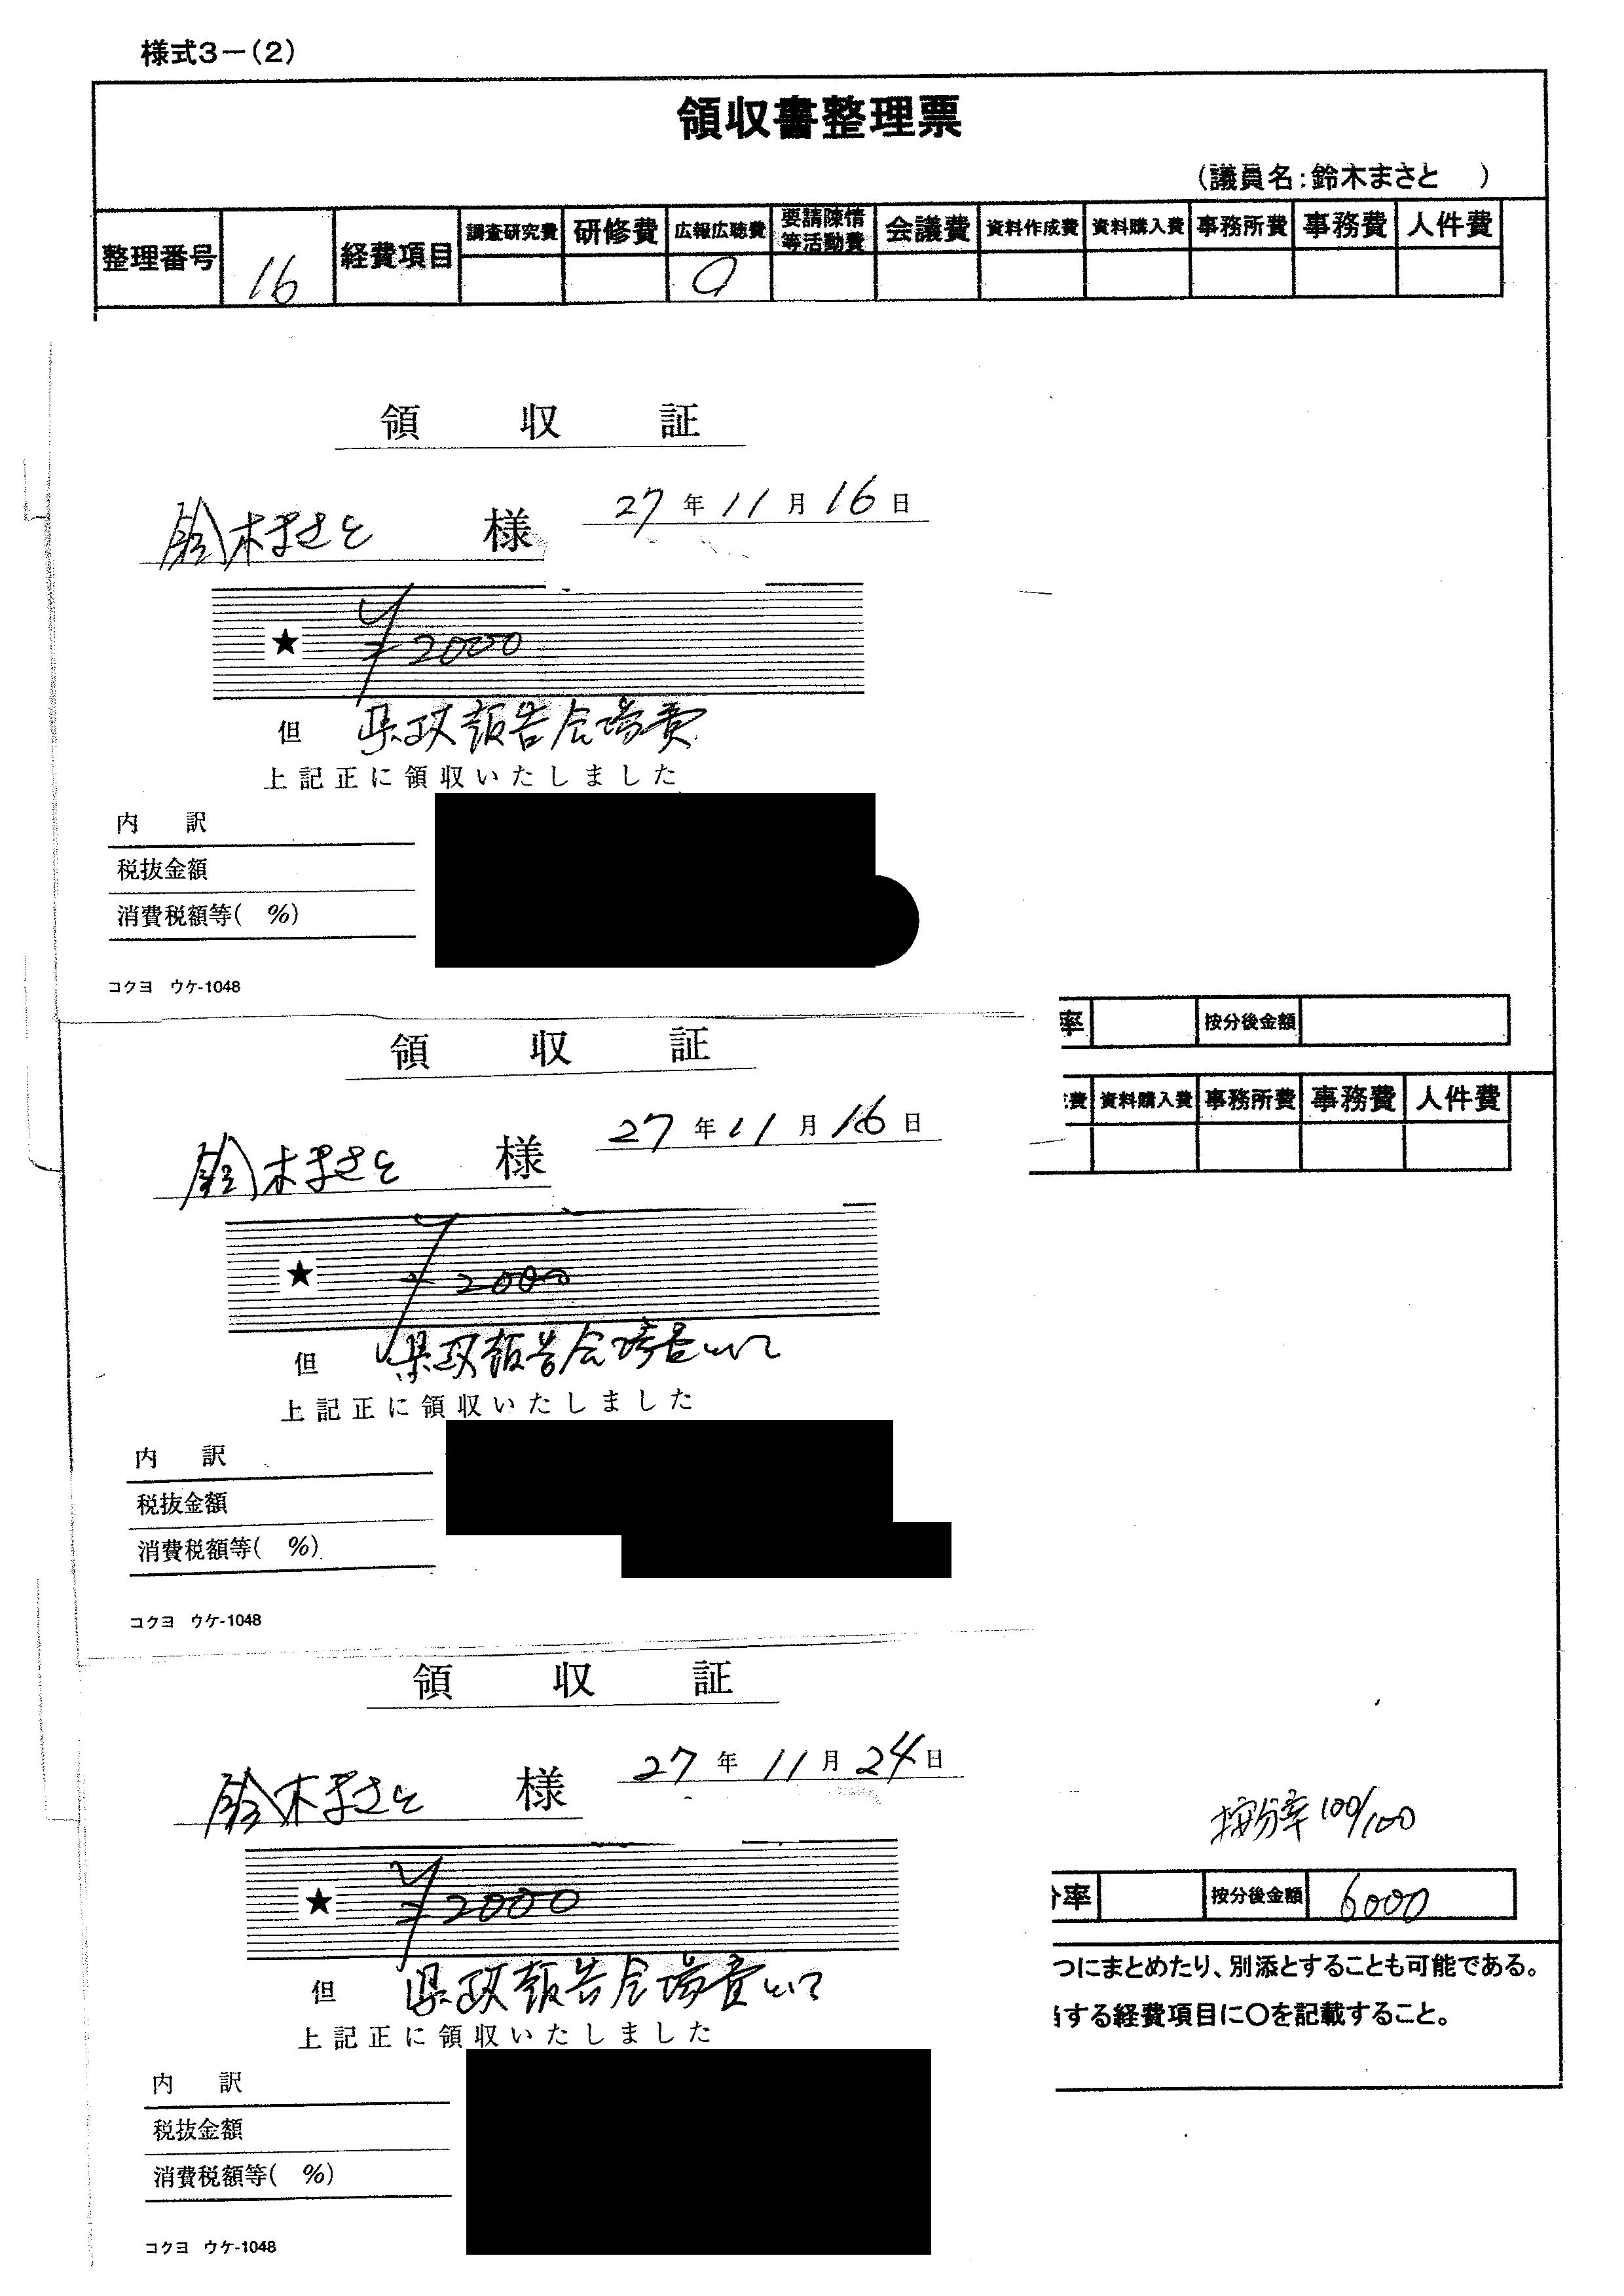 様式3－(2)
領収書整理票
(議員名:鈴木まさと　)
整理番号 16 経費項目 調査研究費 研修費 広報広聴費 要請陳情等活動費 会議費 資料作成費 資料購入費 事務所費 事務費 人件費
○
領収証
鈴木まさと 様 27年11月16日
★ ¥2000
但 県政報告会場費
上記正に領収いたしました
内訳
税抜金額
消費税額等(　%)
コクヨ ウケ-1048
率 按分後金額
領収証
費 資料購入費 事務所費 事務費 人件費
鈴木まさと 様 27年11月16日
★ ¥2000
但 県政報告会場費として
上記正に領収いたしました
内訳
税抜金額
消費税額等(　%)
コクヨ ウケ-1048
領収証
鈴木まさと 様 27年11月24日
按分率100/100
★ ¥2000
率 按分後金額 6000
但 県政報告会場費として
つにまとめたり、別添とすることも可能である。
する経費項目に○を記載すること。
上記正に領収いたしました
内訳
税抜金額
消費税額等(　%)
コクヨ ウケ-1048